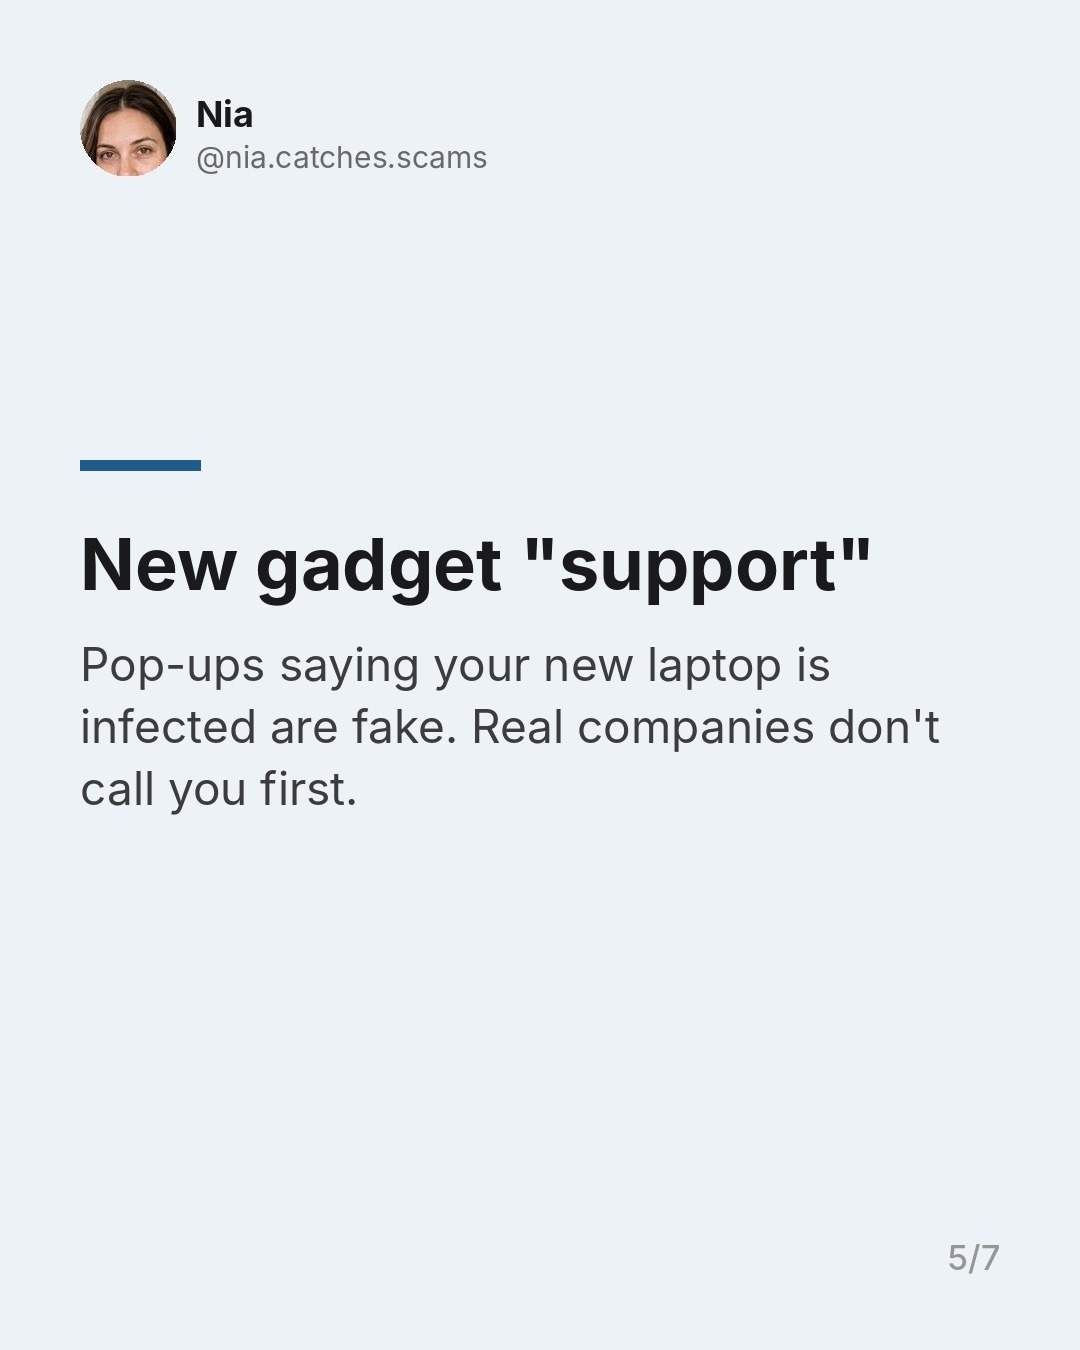 Nia
@nia.catches.scams
New gadget "support"
Pop-ups saying your new laptop is
infected are fake. Real companies don't
call you first.
5/7